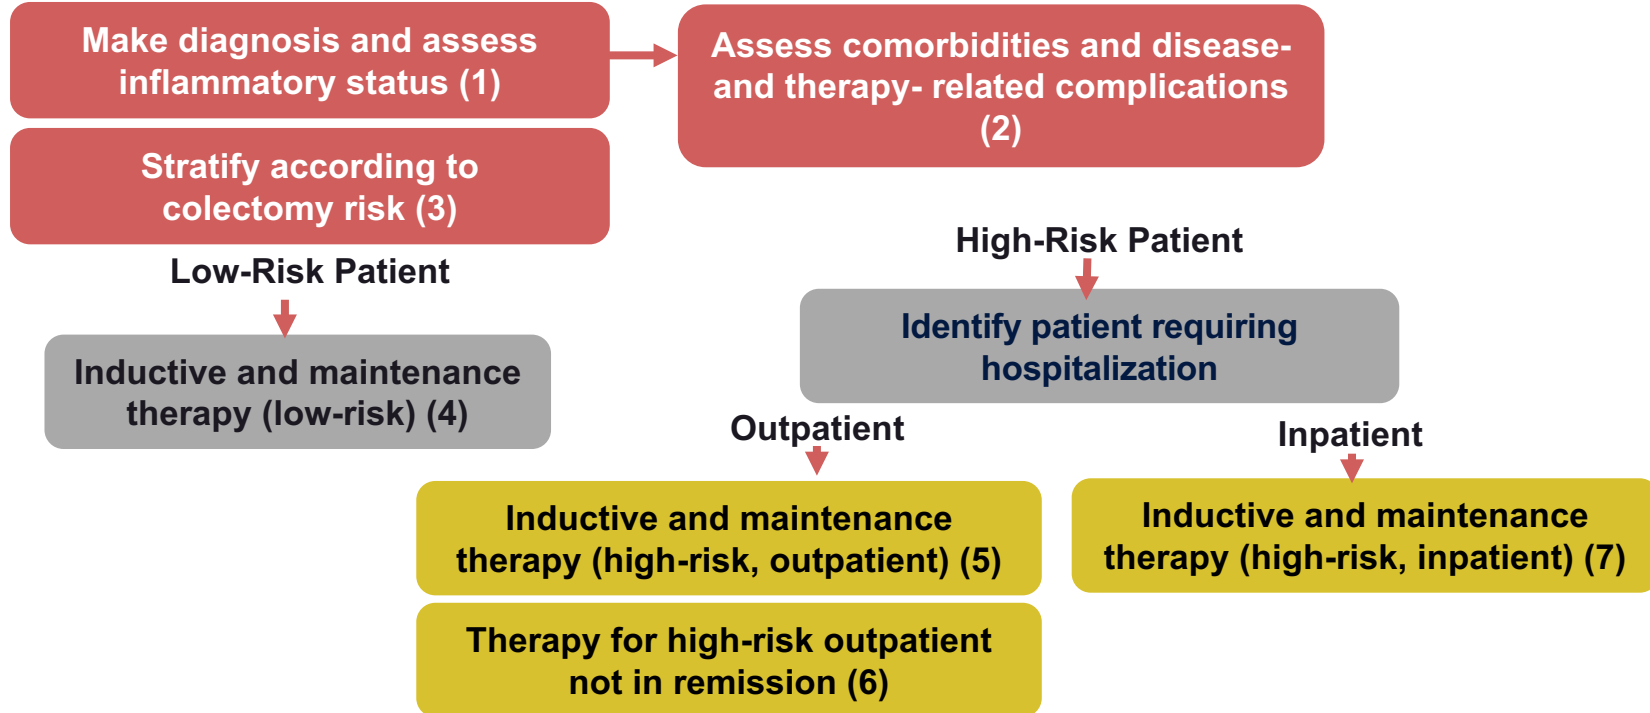 Make diagnosis and assess
inflammatory status (1)
Assess comorbidities and disease-
and therapy- related complications
(2)
Stratify according to
colectomy risk (3)
Low-Risk Patient
High-Risk Patient
Inductive and maintenance
therapy (low-risk) (4)
Identify patient requiring
hospitalization
Outpatient
Inpatient
Inductive and maintenance
therapy (high-risk, outpatient) (5)
Inductive and maintenance
therapy (high-risk, inpatient) (7)
Therapy for high-risk outpatient
not in remission (6)